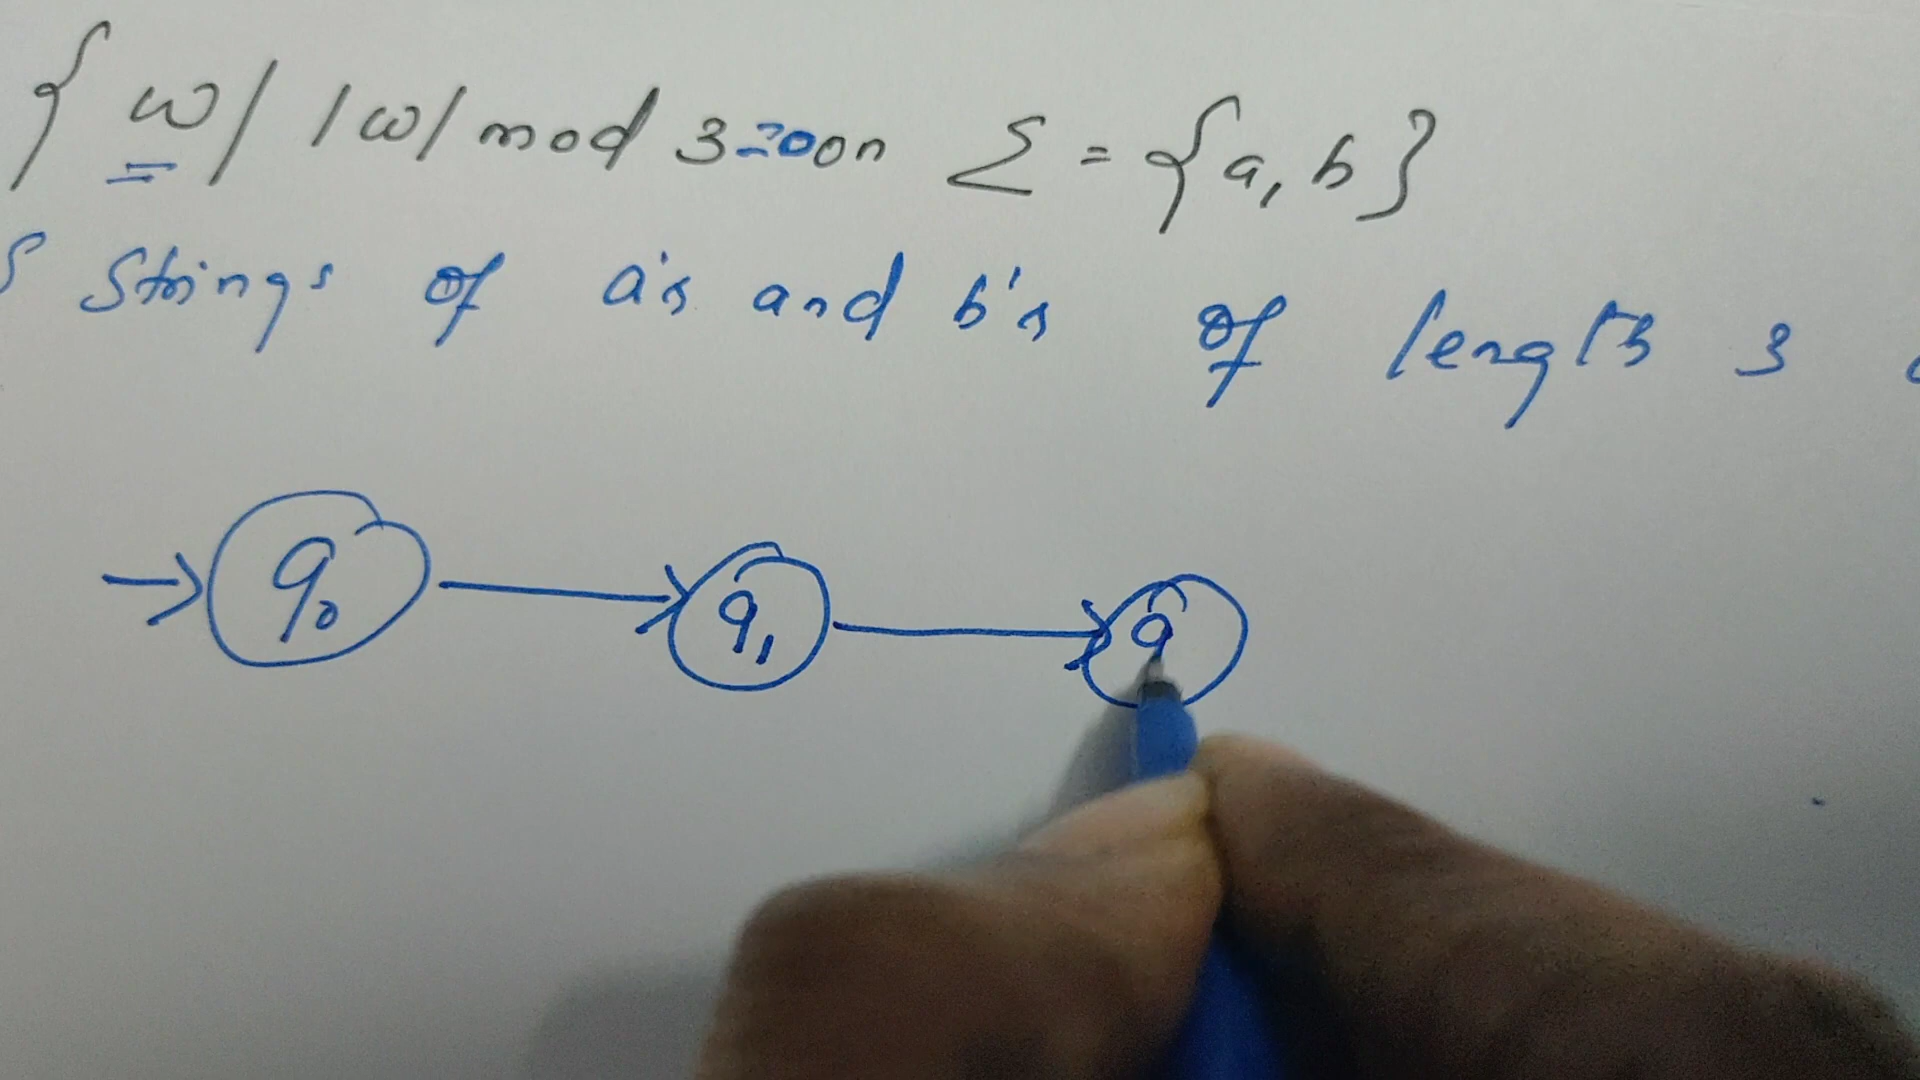 { w / |w| mod 3=0 on Σ = {a, b}
Strings of a's and b's of length 3
q0 q1 q